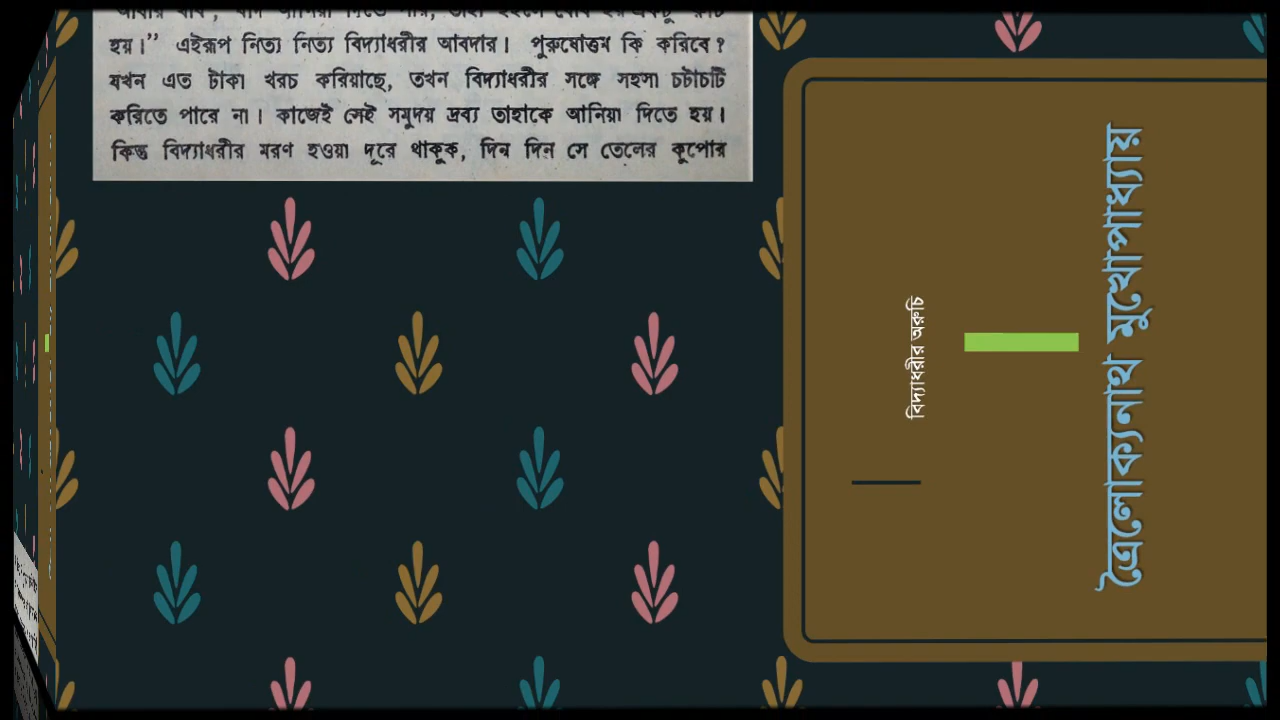 হয়।” এইরূপ নিত্য নিত্য বিদ্যাধরীর আবদার। পুরুষোত্তম কি করিবে?
যখন এত টাকা খরচ করিয়াছে, তখন বিদ্যাধরীর সঙ্গে সহসা চটাচটি
করিতে পারে না। কাজেই সেই সমুদয় দ্রব্য তাহাকে আনিয়া দিতে হয়।
কিন্তু বিদ্যাধরীর মরণ হওয়া দূরে থাকুক, দিন দিন সে তেলের কূপোর
বিদ্যাধরীর অরুচি
ত্রৈলোক্যনাথ মুখোপাধ্যায়